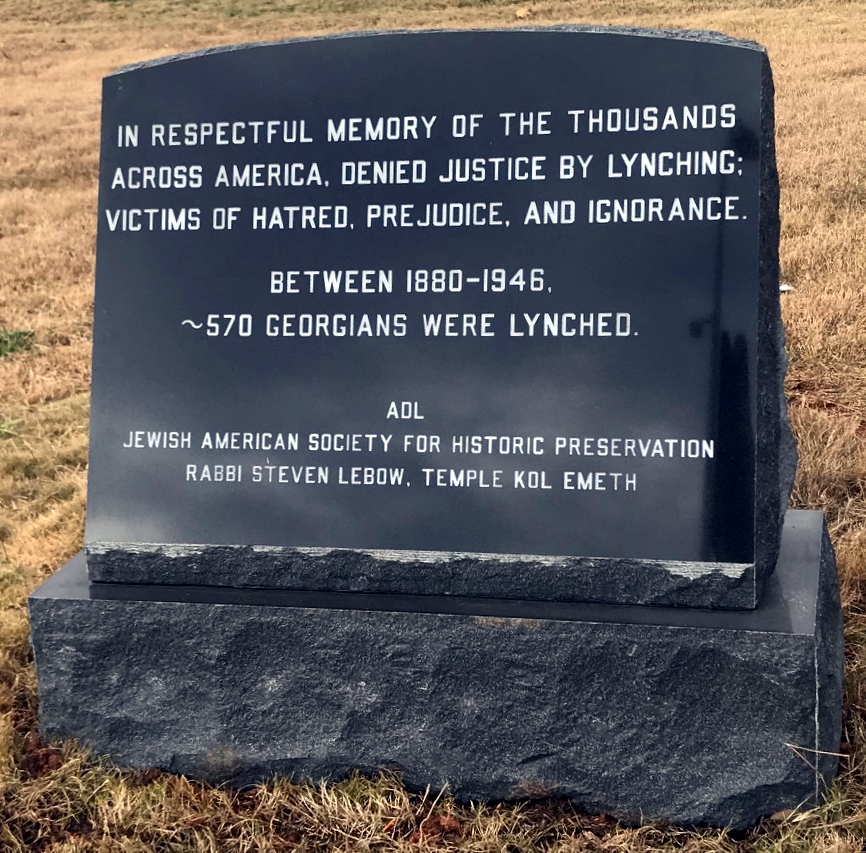 IN RESPECTFUL MEMORY OF THE THOUSANDS
ACROSS AMERICA, DENIED JUSTICE BY LYNCHING;
VICTIMS OF HATRED, PREJUDICE, AND IGNORANCE.
BETWEEN 1880-1946,
~570 GEORGIANS WERE LYNCHED.
ADL
JEWISH AMERICAN SOCIETY FOR HISTORIC PRESERVATION
RABBI STEVEN LEBOW, TEMPLE KOL EMETH